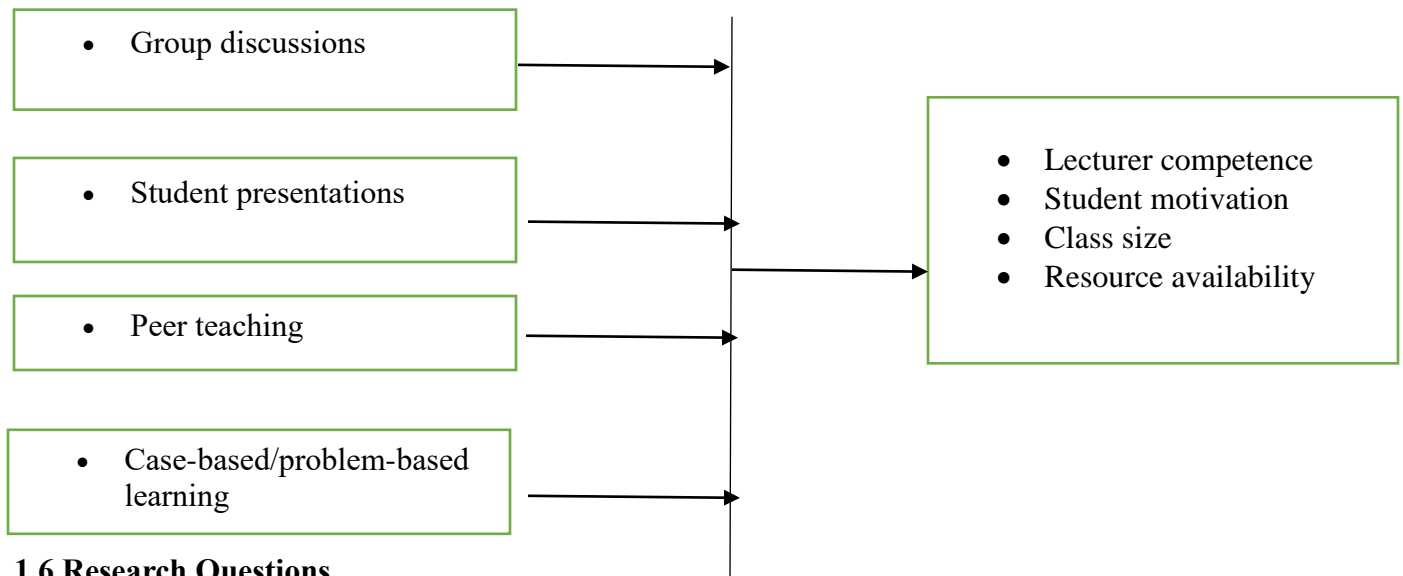 • Group discussions
• Student presentations
• Peer teaching
• Case-based/problem-based
learning
• Lecturer competence
• Student motivation
• Class size
• Resource availability
1.6 Research Questions